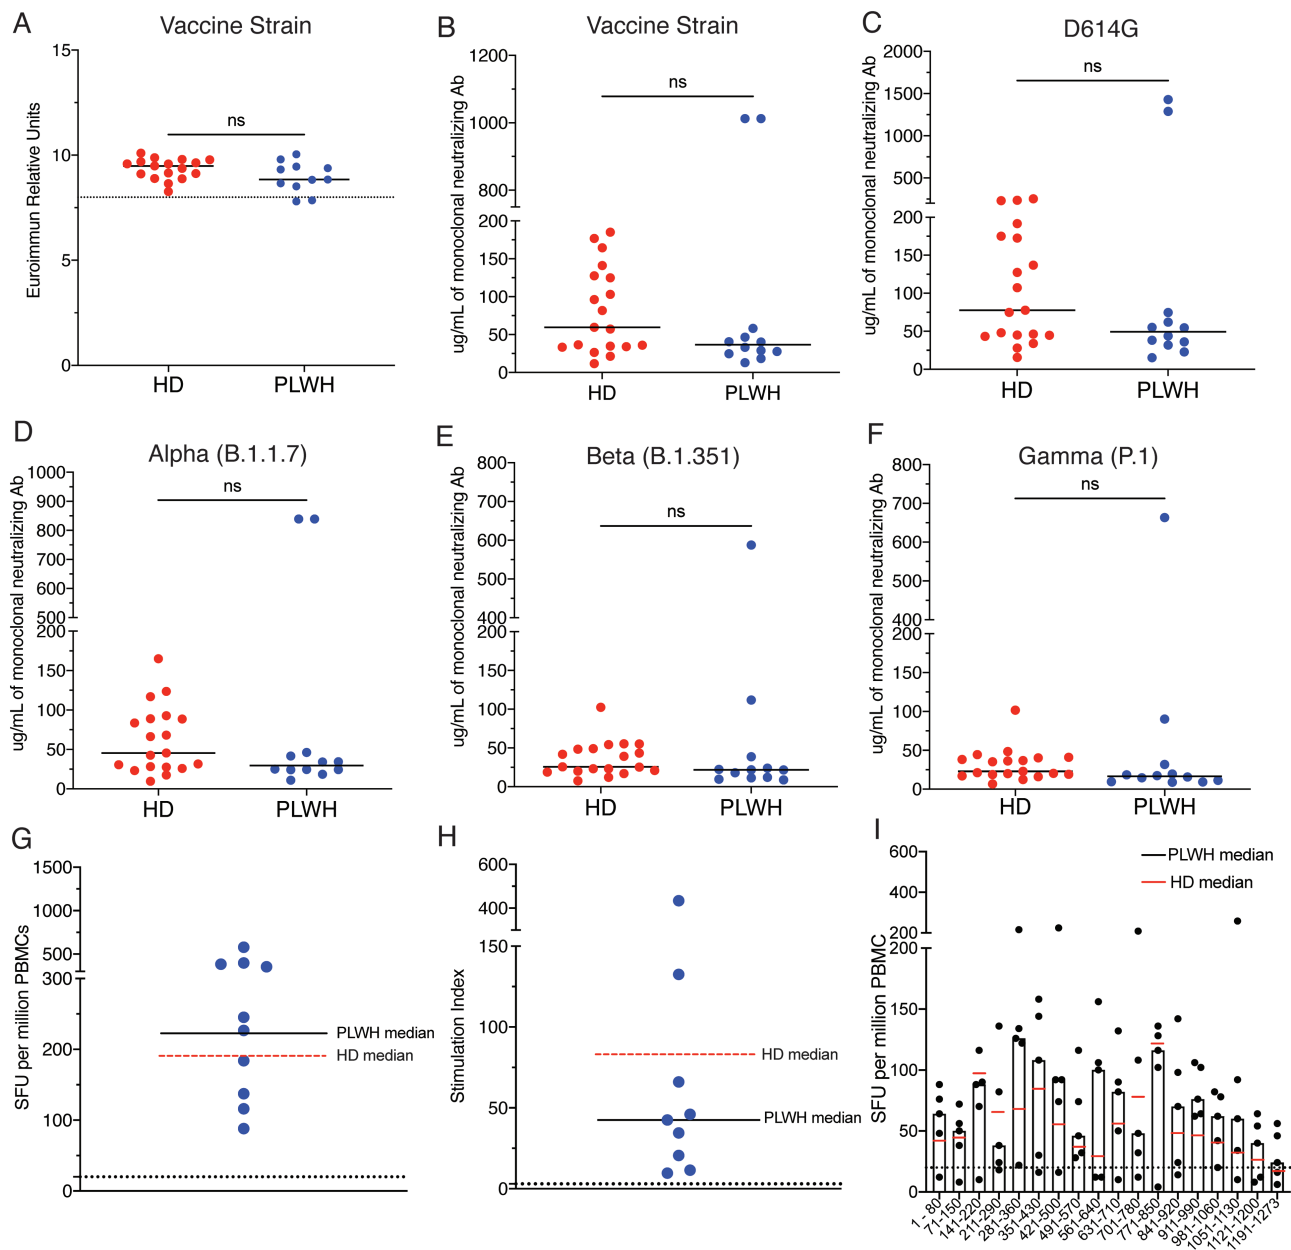 A
Vaccine Strain
Euroimmun Relative Units
15
10
5
0
ns
HD
PLWH
B
Vaccine Strain
ug/mL of monoclonal neutralizing Ab
1200
1000
800
200
150
100
50
0
ns
HD
PLWH
C
D614G
ug/mL of monoclonal neutralizing Ab
2000
1500
1000
500
200
150
100
50
0
ns
HD
PLWH
D
Alpha (B.1.1.7)
ug/mL of monoclonal neutralizing Ab
1000
900
800
700
600
500
200
150
100
50
0
ns
HD
PLWH
E
Beta (B.1.351)
ug/mL of monoclonal neutralizing Ab
800
700
600
500
400
200
150
100
50
0
ns
HD
PLWH
F
Gamma (P.1)
ug/mL of monoclonal neutralizing Ab
800
700
600
500
400
200
150
100
50
0
ns
HD
PLWH
G
SFU per million PBMCs
1500
1000
500
300
200
100
0
PLWH median
HD median
H
Stimulation Index
600
400
200
150
100
50
0
HD median
PLWH median
I
SFU per million PBMC
600
400
200
200
150
100
50
0
PLWH median
HD median
1 - 80
71-150
141-220
211-290
281-360
351-430
421-500
491-570
561-640
631-710
701-780
771-850
841-920
911-990
981-1060
1051-1130
1121-1200
1191-1273